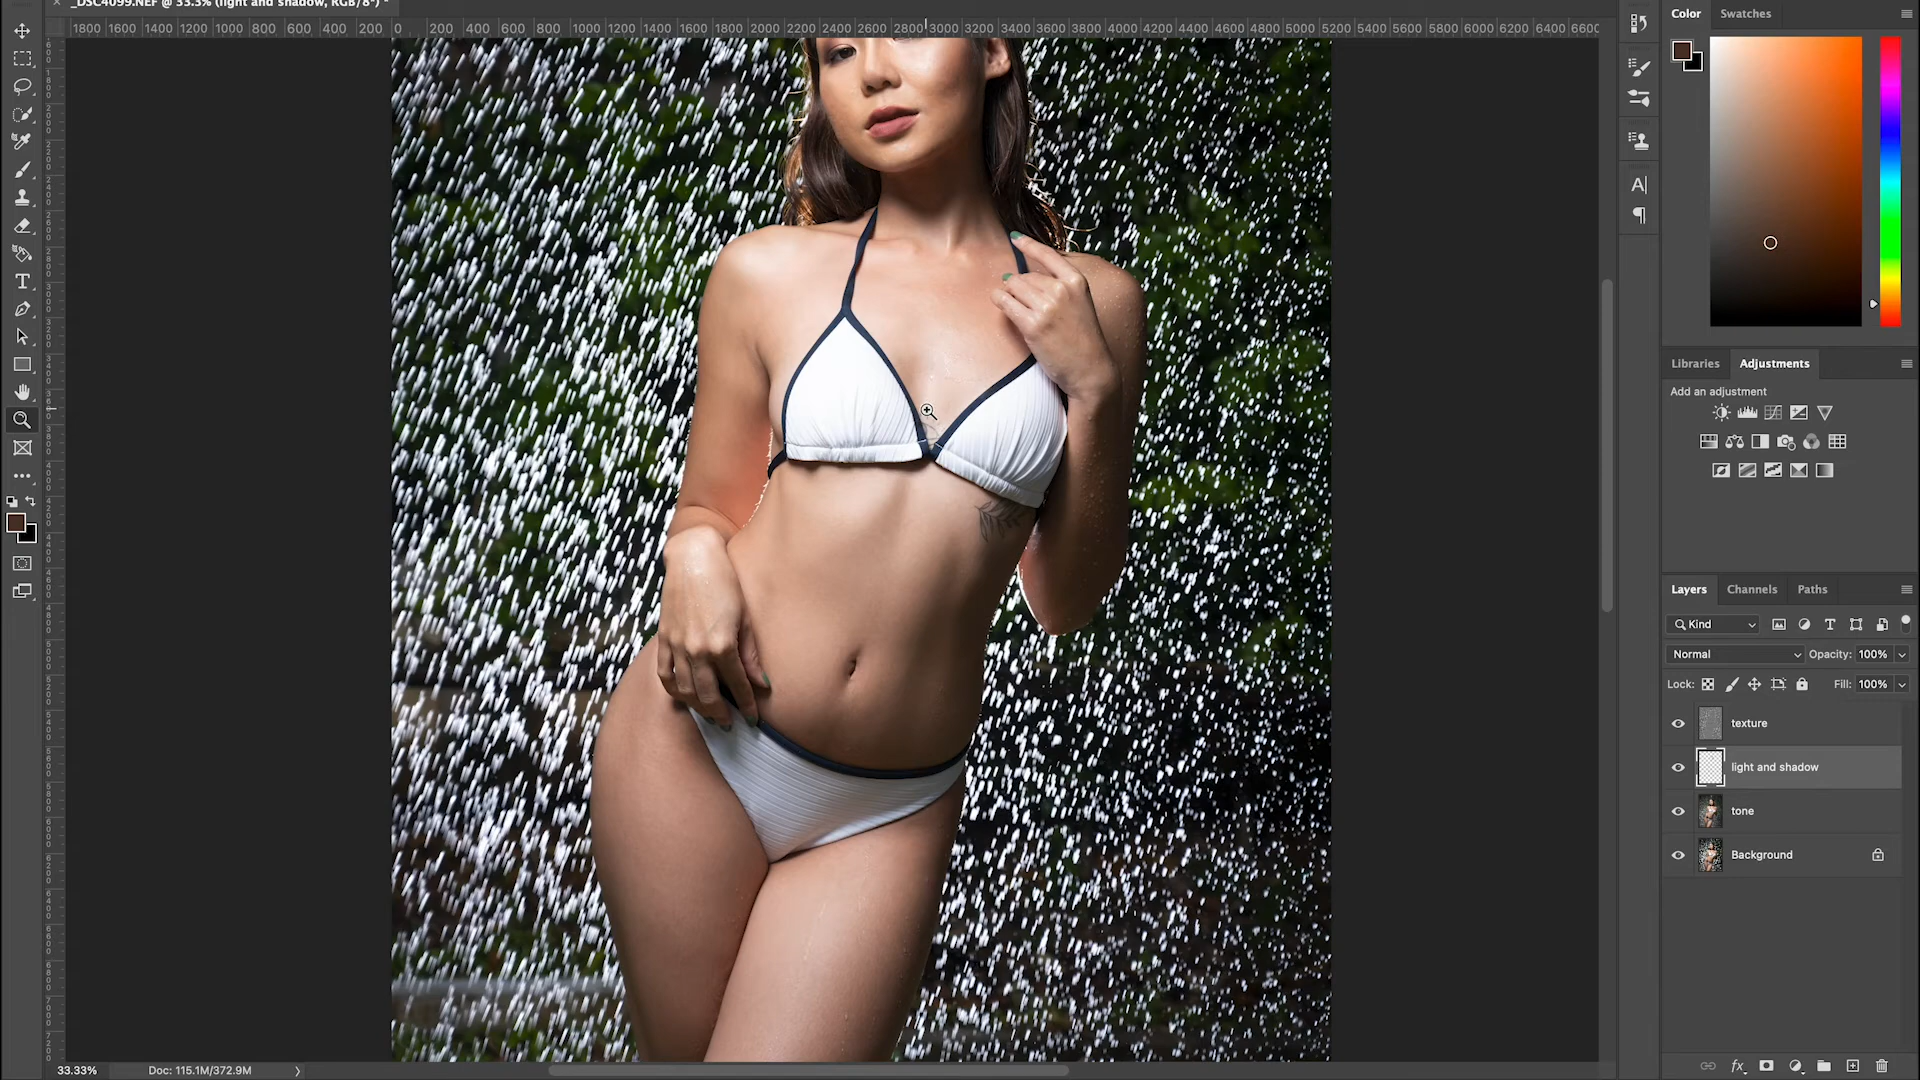 _DSC4099.NEF @ 33.3% (light and shadow, RGB/8*) *
1800 1600 1400 1200 1000 800 600 400 200 0 200 400 600 800 1000 1200 1400 1600 1800 2000 2200 2400 2600 2800 3000 3200 3400 3600 3800 4000 4200 4400 4600 4800 5000 5200 5400 5600 5800 6000 6200 6400 6600
Color Swatches
Libraries Adjustments
Add an adjustment
Layers Channels Paths
Kind
Normal Opacity: 100%
Lock: Fill: 100%
texture
light and shadow
tone
Background
33.33% Doc: 115.1M/372.9M